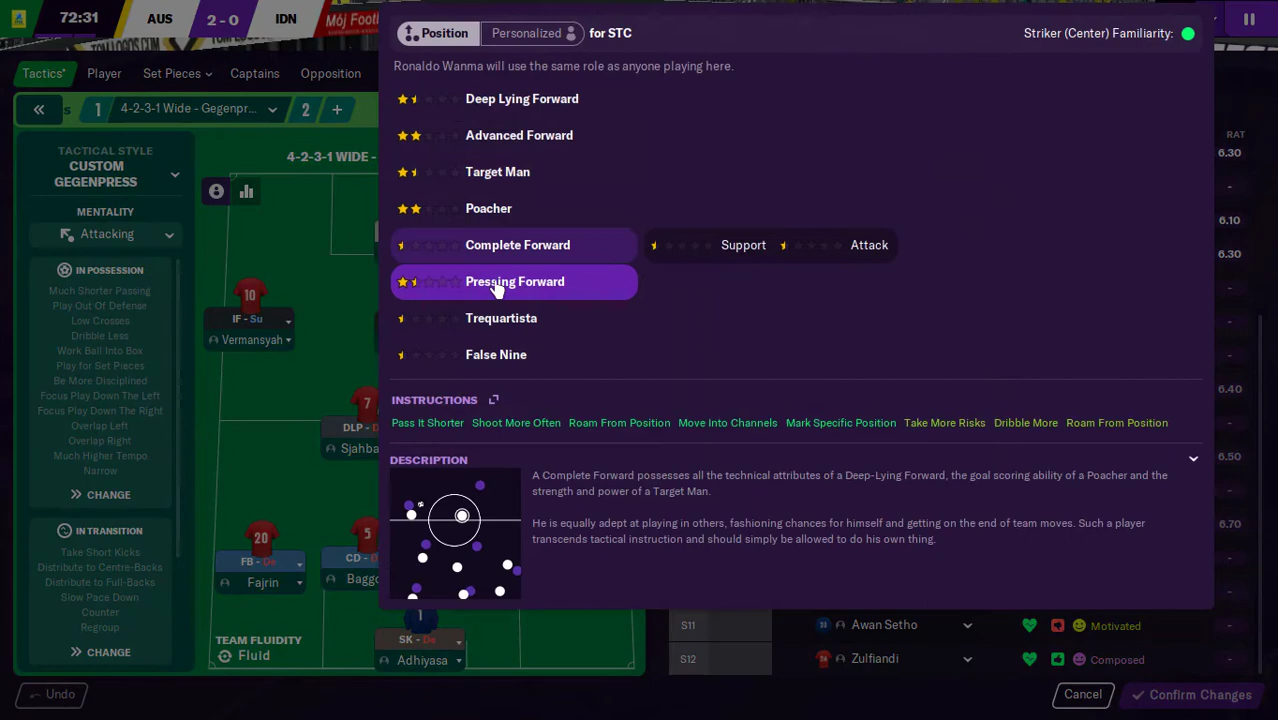 72:31 AUS 2 - 0 IDN Mój Footl
TOMLOGOS.COM
Position Personalized for STC Striker (Center) Familiarity:
Ronaldo Wanma will use the same role as anyone playing here.
Tactics* Player Set Pieces Captains Opposition
1 4-2-3-1 Wide - Gegenpr... 2 +
TACTICAL STYLE
CUSTOM
GEGENPRESS
MENTALITY
Attacking
IN POSSESSION
Much Shorter Passing
Play Out Of Defense
Low Crosses
Dribble Less
Work Ball Into Box
Play for Set Pieces
Be More Disciplined
Focus Play Down The Left
Focus Play Down The Right
Overlap Left
Overlap Right
Much Higher Tempo
Narrow
CHANGE
IN TRANSITION
Take Short Kicks
Distribute to Centre-Backs
Distribute to Full-Backs
Slow Pace Down
Counter
Regroup
CHANGE
4-2-3-1 WIDE -
10
IF - Su
Vermansyah
7
DLP - D
Sjahba
20
FB - De
Fajrin
5
CD - De
Baggo
1
SK - De
Adhiyasa
TEAM FLUIDITY
Fluid
Deep Lying Forward
Advanced Forward
Target Man
Poacher
Complete Forward Support Attack
Pressing Forward
Trequartista
False Nine
INSTRUCTIONS
Pass It Shorter Shoot More Often Roam From Position Move Into Channels Mark Specific Position Take More Risks Dribble More Roam From Position
DESCRIPTION
A Complete Forward possesses all the technical attributes of a Deep-Lying Forward, the goal scoring ability of a Poacher and the
strength and power of a Target Man.
He is equally adept at playing in others, fashioning chances for himself and getting on the end of team moves. Such a player
transcends tactical instruction and should simply be allowed to do his own thing.
RAT
6.30
-
6.10
6.30
-
-
6.40
-
6.50
-
6.70
-
S11 Awan Setho Motivated -
S12 Zulfiandi Composed -
Undo Cancel Confirm Changes